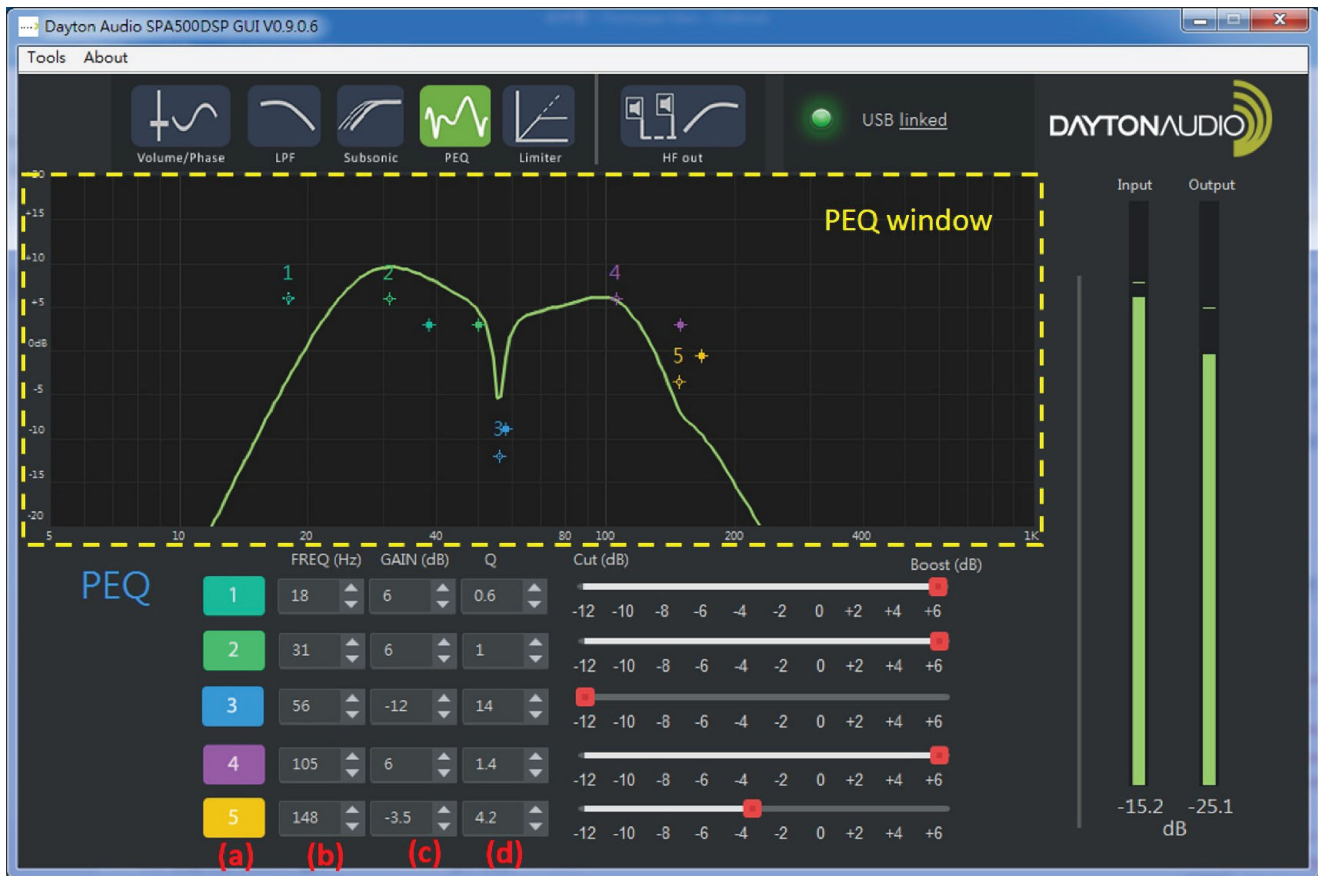 Dayton Audio SPA500DSP GUI V0.9.0.6
Tools About
Volume/Phase LPF Subsonic PEQ Limiter HF out
USB linked
DAYTONAUDIO
Input Output
PEQ window
+15
+10
+5
0dB
-5
-10
-15
-20
1
2
3
4
5
5 10 20 40 80 100 200 400 1K
PEQ
FREQ (Hz) GAIN (dB) Q Cut (dB) Boost (dB)
1 18 6 0.6
-12 -10 -8 -6 -4 -2 0 +2 +4 +6
2 31 6 1
-12 -10 -8 -6 -4 -2 0 +2 +4 +6
3 56 -12 14
-12 -10 -8 -6 -4 -2 0 +2 +4 +6
4 105 6 1.4
-12 -10 -8 -6 -4 -2 0 +2 +4 +6
5 148 -3.5 4.2
-12 -10 -8 -6 -4 -2 0 +2 +4 +6
(a) (b) (c) (d)
-15.2 -25.1
dB